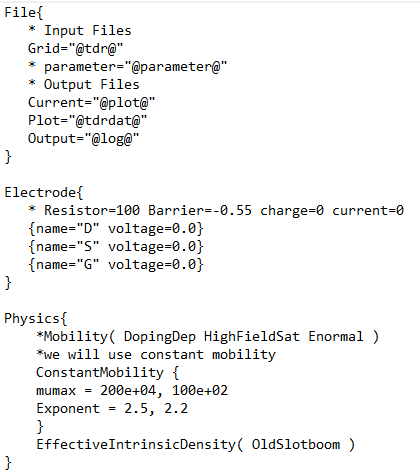 File{
* Input Files
Grid="@tdr@"
* parameter="@parameter@"
* Output Files
Current="@plot@"
Plot="@tdrdat@"
Output="@log@"
}
Electrode{
* Resistor=100 Barrier=-0.55 charge=0 current=0
{name="D" voltage=0.0}
{name="S" voltage=0.0}
{name="G" voltage=0.0}
}
Physics{
*Mobility( DopingDep HighFieldSat Enormal )
*we will use constant mobility
ConstantMobility {
mumax = 200e+04, 100e+02
Exponent = 2.5, 2.2
}
EffectiveIntrinsicDensity( OldSlotboom )
}